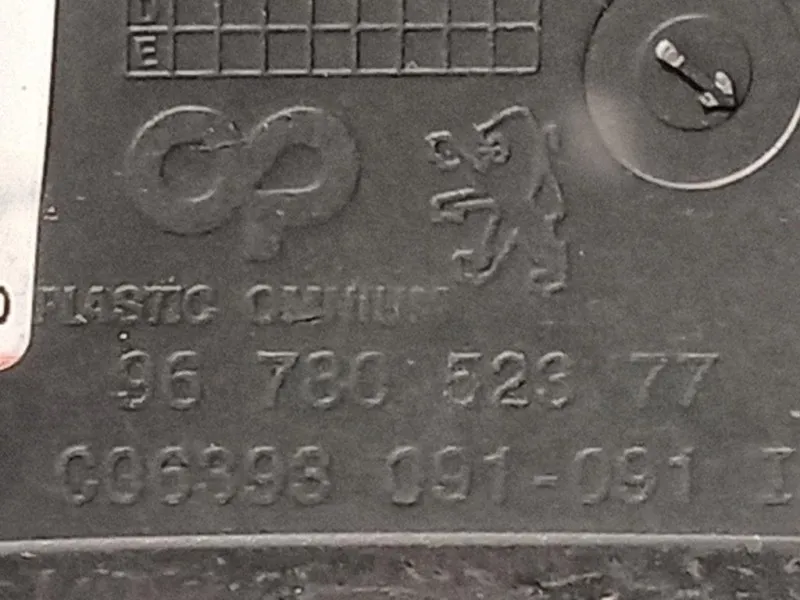 E
PLASTIC OMNIUM
96 780 523 77
C06393 091-091 I